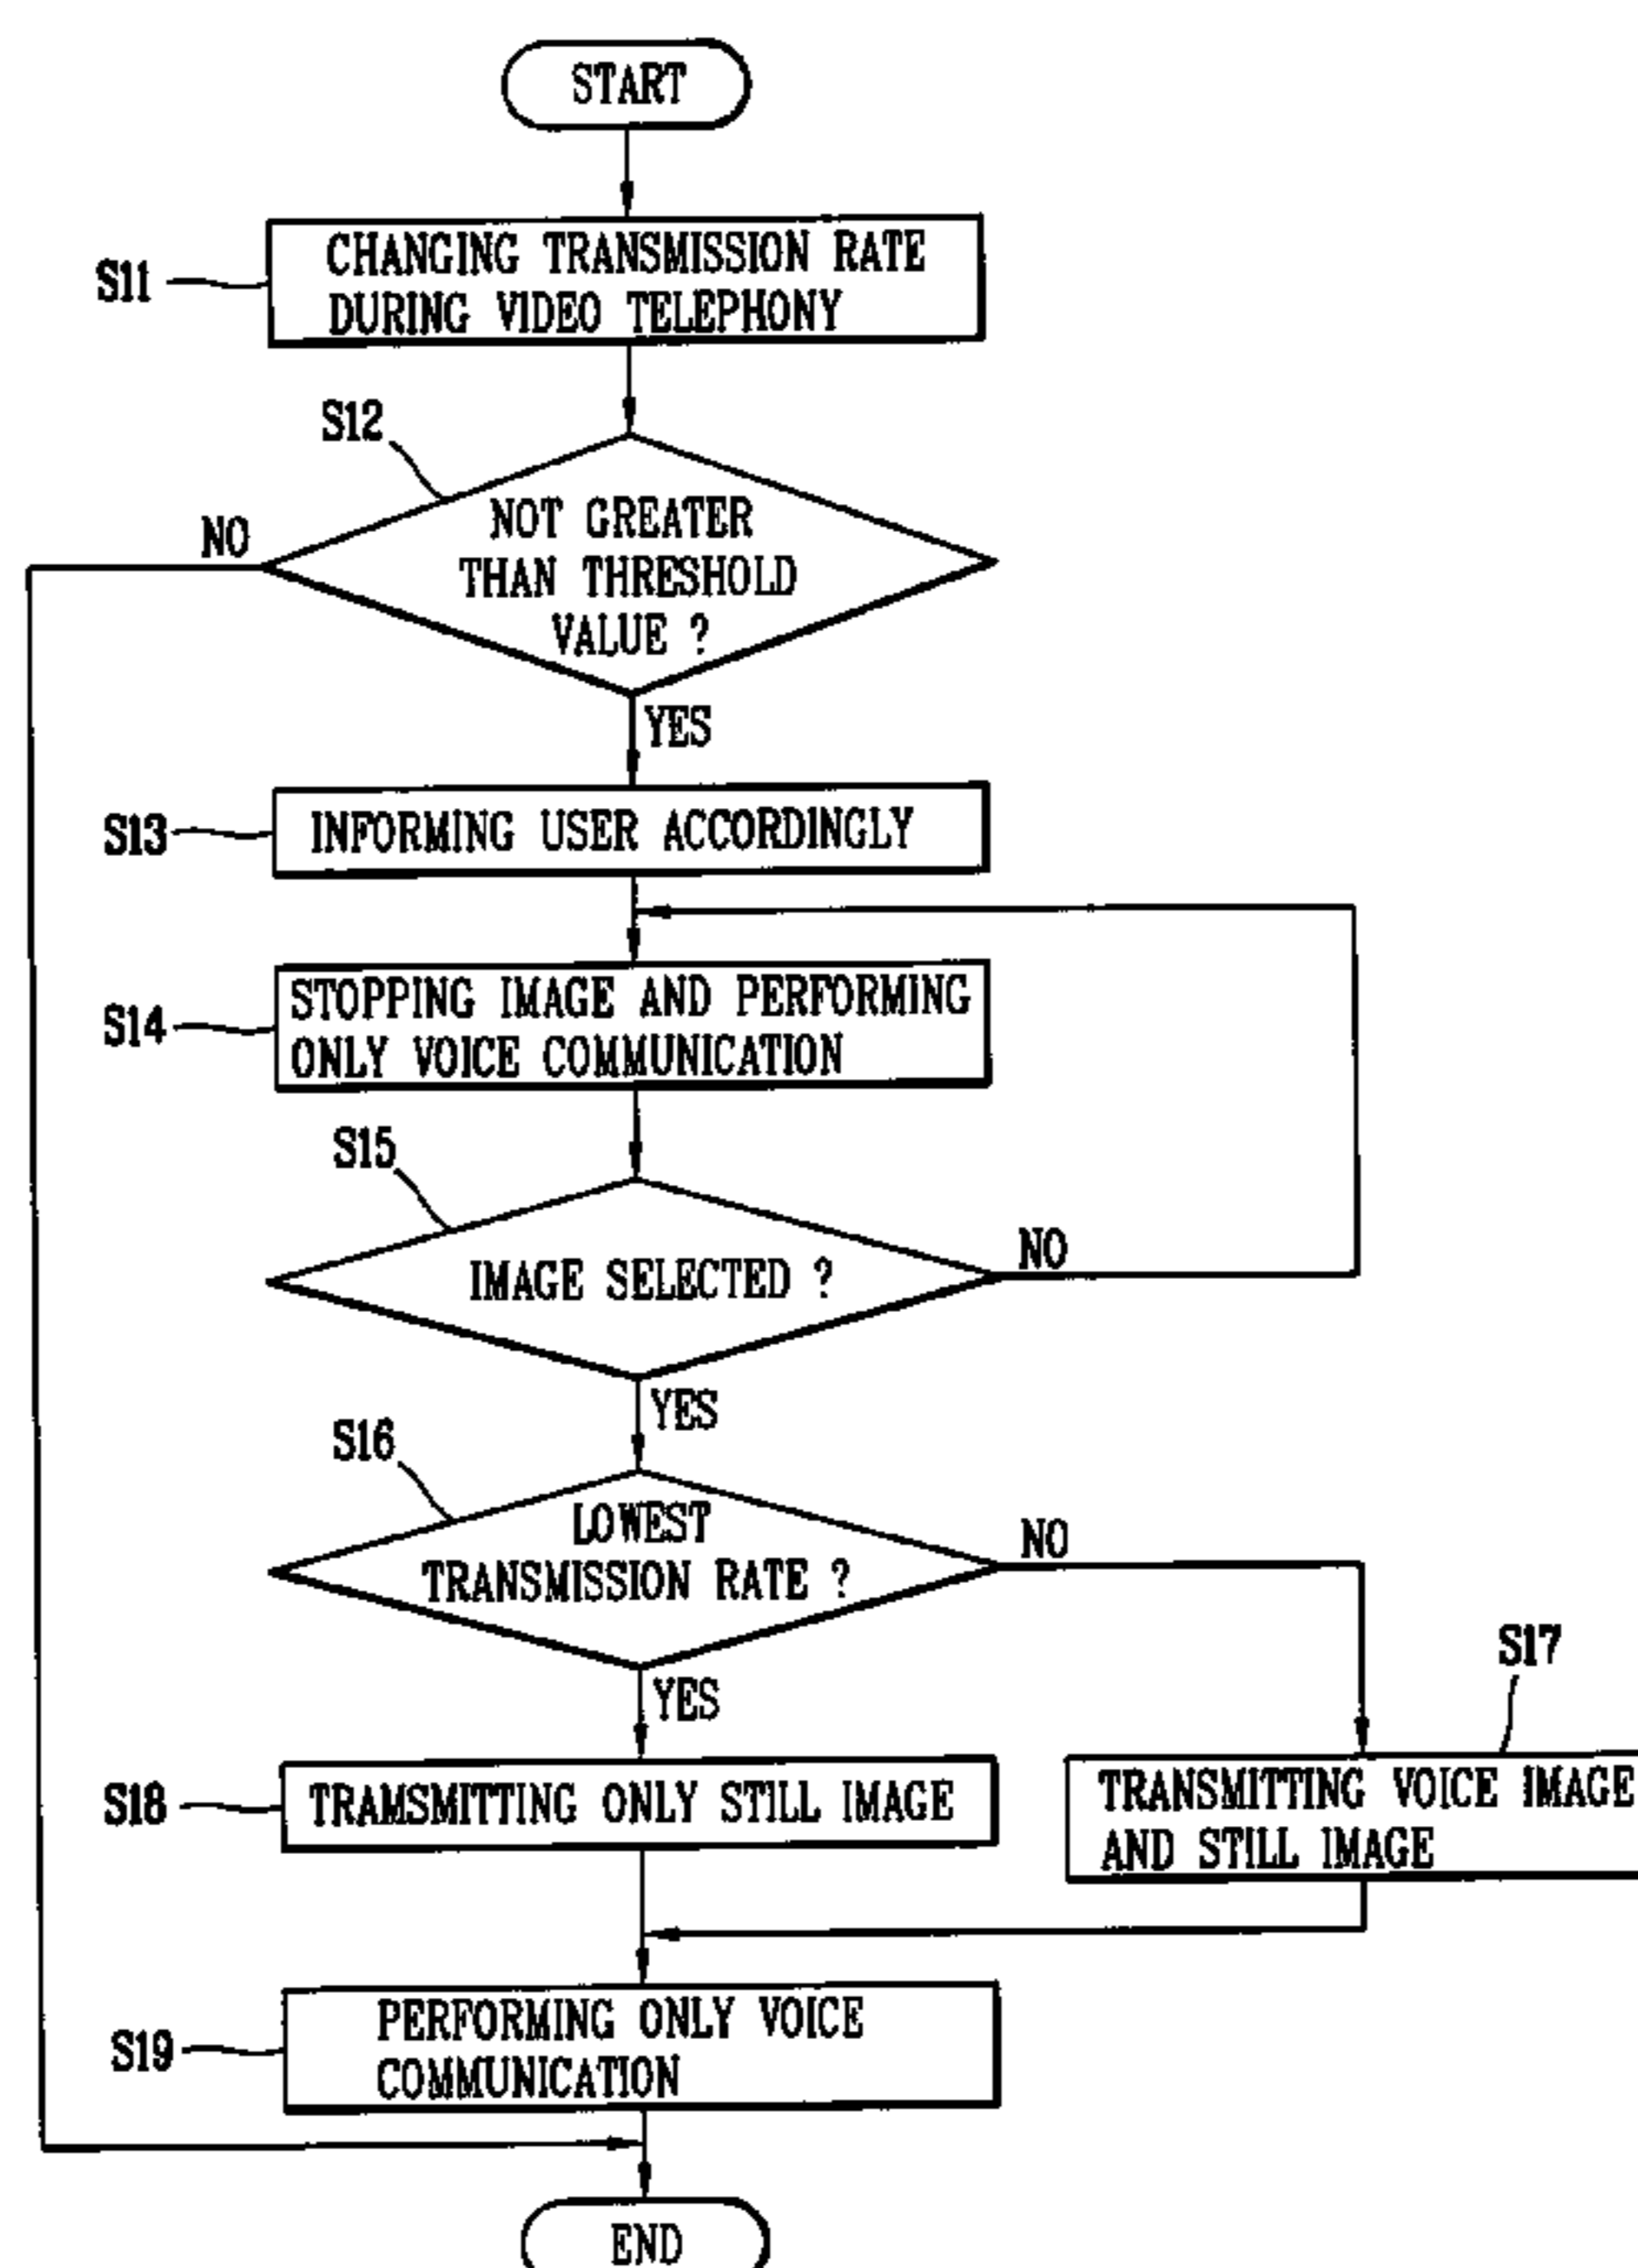 START
S11
CHANGING TRANSMISSION RATE
DURING VIDEO TELEPHONY
S12
NO
NOT GREATER
THAN THRESHOLD
VALUE ?
YES
S13
INFORMING USER ACCORDINGLY
S14
STOPPING IMAGE AND PERFORMING
ONLY VOICE COMMUNICATION
S15
IMAGE SELECTED ?
NO
YES
S16
LOWEST
TRANSMISSION RATE ?
NO
YES
S17
S18
TRAMSMITTING ONLY STILL IMAGE
TRANSMITTING VOICE IMAGE
AND STILL IMAGE
S19
PERFORMING ONLY VOICE
COMMUNICATION
END